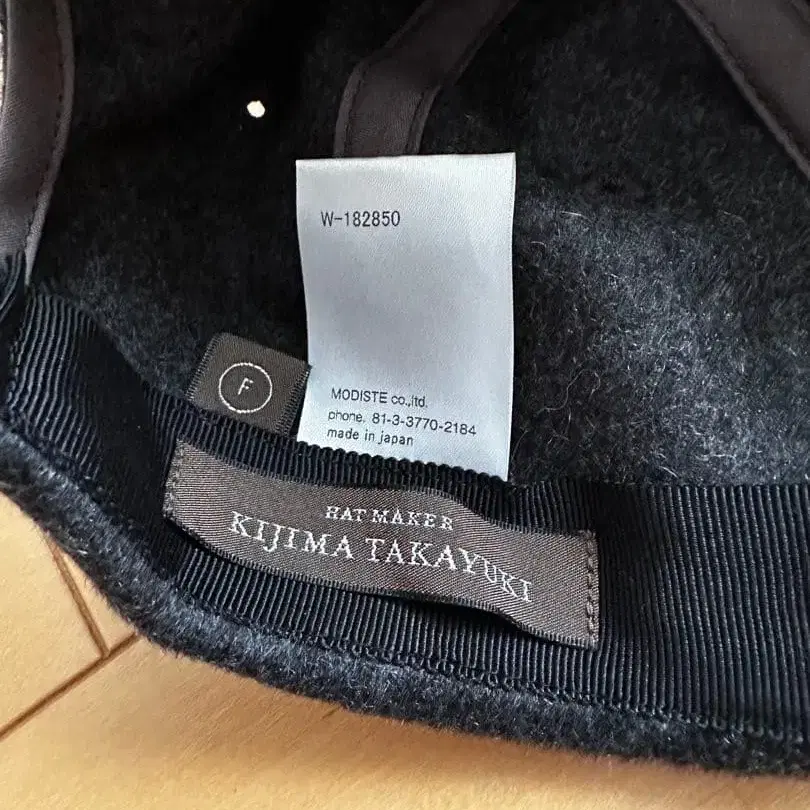 W-182850
F
MODISTE co.,ltd.
phone. 81-3-3770-2184
made in japan
HAT MAKER
KIJIMA TAKAYUKI